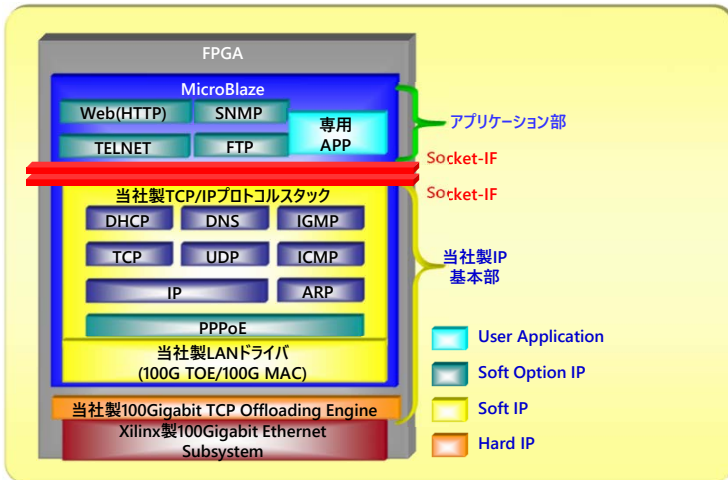 FPGA
MicroBlaze
Web(HTTP)
SNMP
専用
APP
TELNET
FTP
アプリケーション部
Socket-IF
Socket-IF
当社製TCP/IPプロトコルスタック
DHCP
DNS
IGMP
TCP
UDP
ICMP
IP
ARP
PPPoE
当社製IP
基本部
当社製LANドライバ
(100G TOE/100G MAC)
当社製100Gigabit TCP Offloading Engine
Xilinx製100Gigabit Ethernet
Subsystem
User Application
Soft Option IP
Soft IP
Hard IP